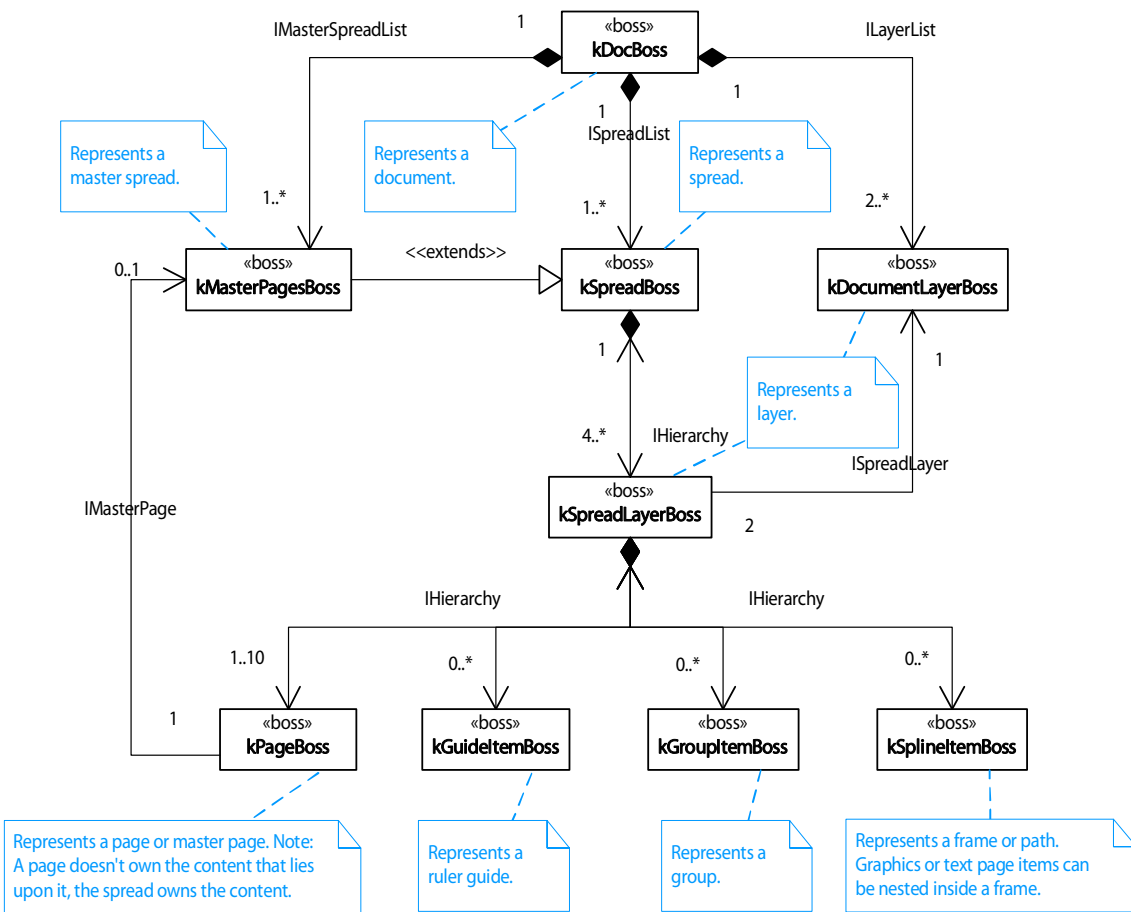 IMasterSpreadList
1
«boss»
kDocBoss
ILayerList
1
1
ISpreadList
Represents a
master spread.
Represents a
document.
Represents a
spread.
1..*
1..*
2..*
«boss»
kMasterPagesBoss
<<extends>>
«boss»
kSpreadBoss
«boss»
kDocumentLayerBoss
0..1
1
1
Represents a
layer.
4..*
IHierarchy
ISpreadLayer
«boss»
kSpreadLayerBoss
2
IMasterPage
IHierarchy
IHierarchy
1..10
0..*
0..*
0..*
1
«boss»
kPageBoss
«boss»
kGuideItemBoss
«boss»
kGroupItemBoss
«boss»
kSplineItemBoss
Represents a page or master page. Note:
A page doesn't own the content that lies
upon it, the spread owns the content.
Represents a
ruler guide.
Represents a
group.
Represents a frame or path.
Graphics or text page items can
be nested inside a frame.